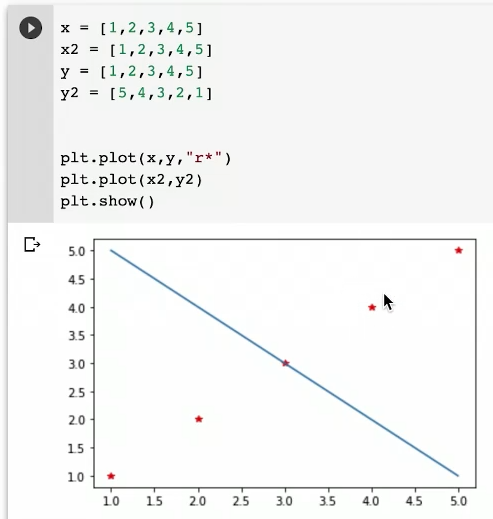 x = [1,2,3,4,5]
x2 = [1,2,3,4,5]
y = [1,2,3,4,5]
y2 = [5,4,3,2,1]
plt.plot(x,y,"r*")
plt.plot(x2,y2)
plt.show()
5.0
4.5
4.0
3.5
3.0
2.5
2.0
1.5
1.0
1.0 1.5 2.0 2.5 3.0 3.5 4.0 4.5 5.0